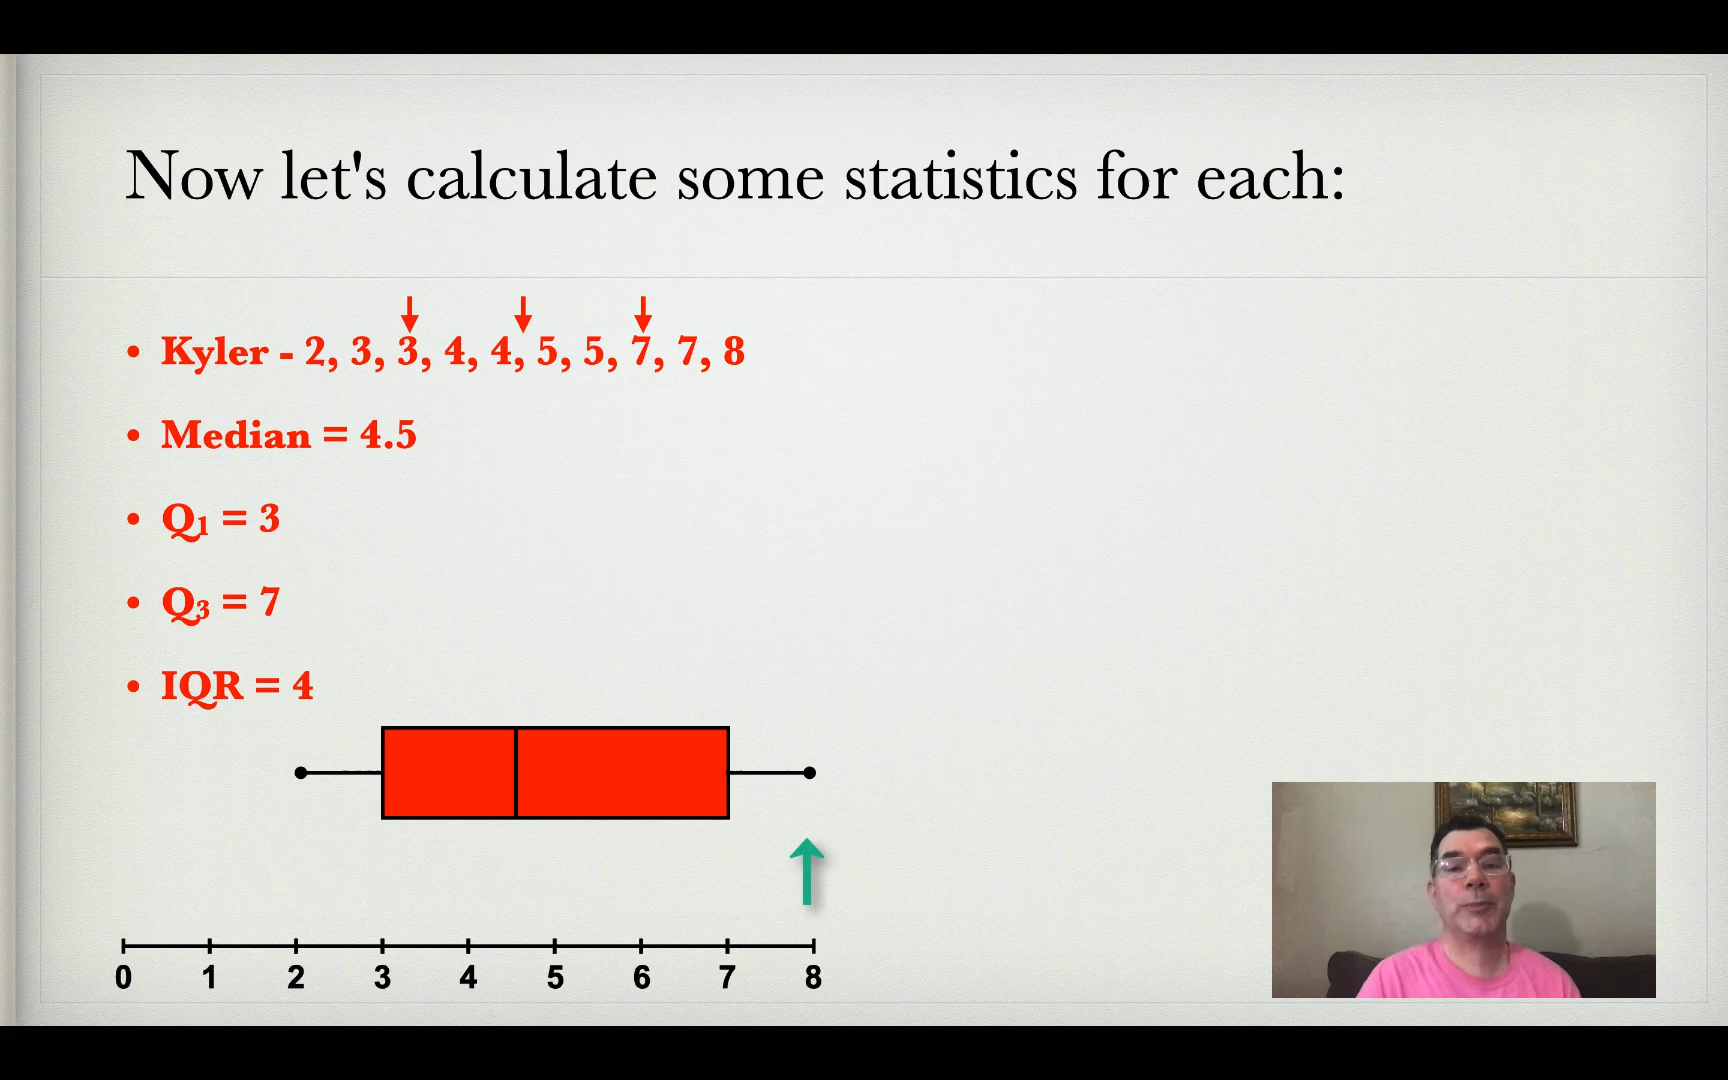 Now let's calculate some statistics for each:
• Kyler - 2, 3, 3, 4, 4, 5, 5, 7, 7, 8
• Median = 4.5
• Q₁ = 3
• Q₃ = 7
• IQR = 4
0 1 2 3 4 5 6 7 8